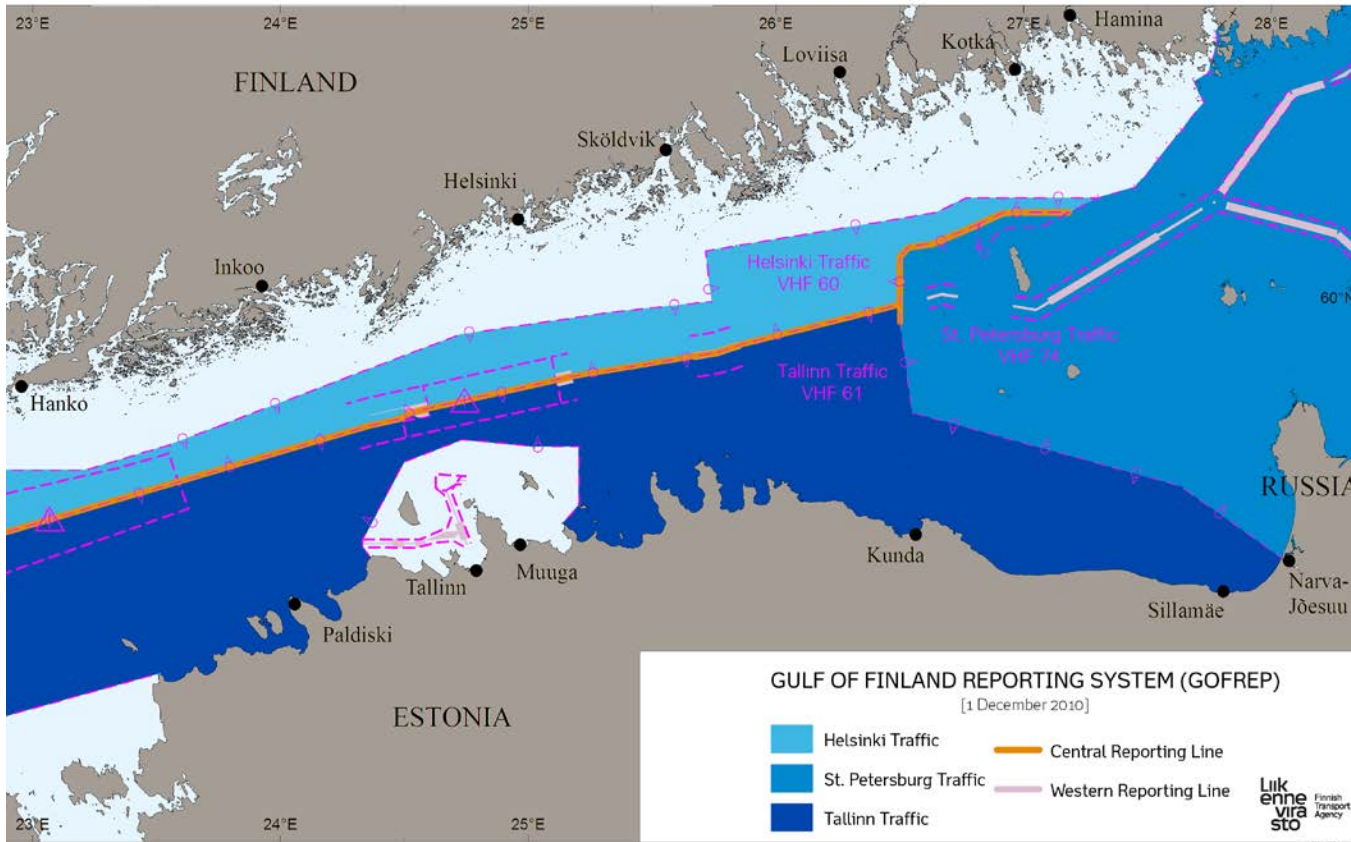 23°E
24°E
25°E
26°E
27°E
28°E
Hamina
Kotka
Loviisa
FINLAND
Sköldvik
Helsinki
Inkoo
Helsinki Traffic
VHF 60
60°N
St. Petersburg Traffic
VHF 74
Tallinn Traffic
VHF 61
Hanko
RUSSIA
Kunda
Muuga
Tallinn
Narva-
Jõesuu
Sillamäe
Paldiski
ESTONIA
GULF OF FINLAND REPORTING SYSTEM (GOFREP)
[1 December 2010]
Helsinki Traffic
St. Petersburg Traffic
Tallinn Traffic
Central Reporting Line
Western Reporting Line
Liik
enne
vira
sto
Finnish
Transport
Agency
23°E
24°E
25°E